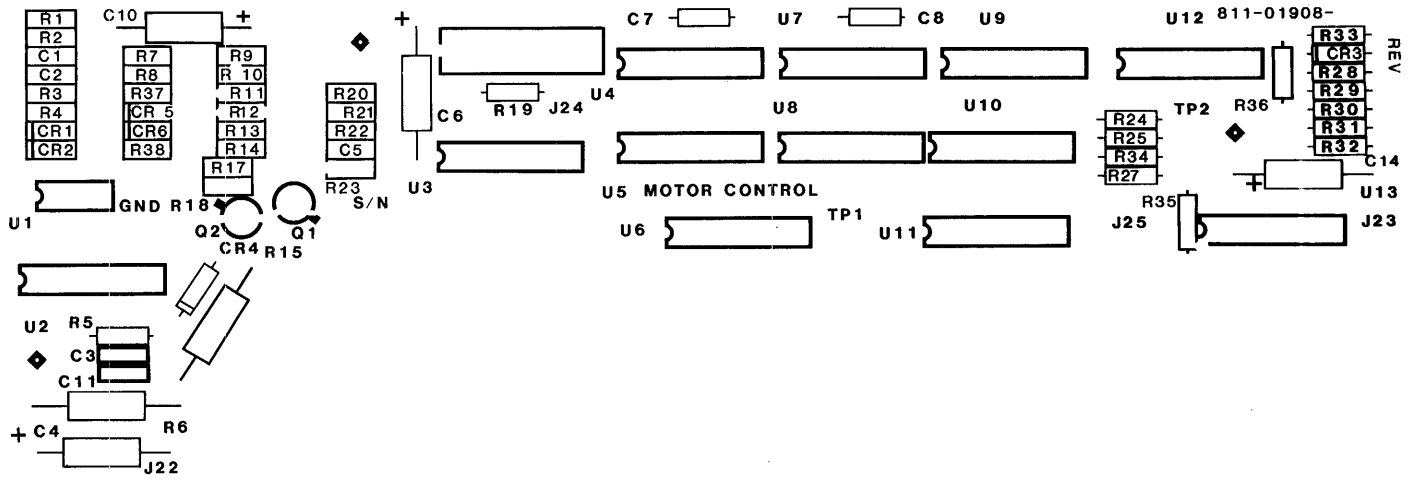 R1
R2
C1
C2
R3
R4
CR1
CR2
C10 +
R7
R8
R37
CR 5
CR6
R38
R9
R 10
R11
R12
R13
R14
R17
R20
R21
R22
C5
R23
S/N
+
C6
R19
J24
U4
U3
C7
U7
C8
U9
U12
811-01908-
REV
U8
U10
TP2
R36
R33
CR3
R28
R29
R30
R31
R32
R24
R25
R34
R27
C14
+
U13
U1
GND
R18
Q2
Q1
CR4
R15
U5
MOTOR CONTROL
U6
TP1
U11
R35
J25
J23
U2
R5
C3
C11
R6
+
C4
J22